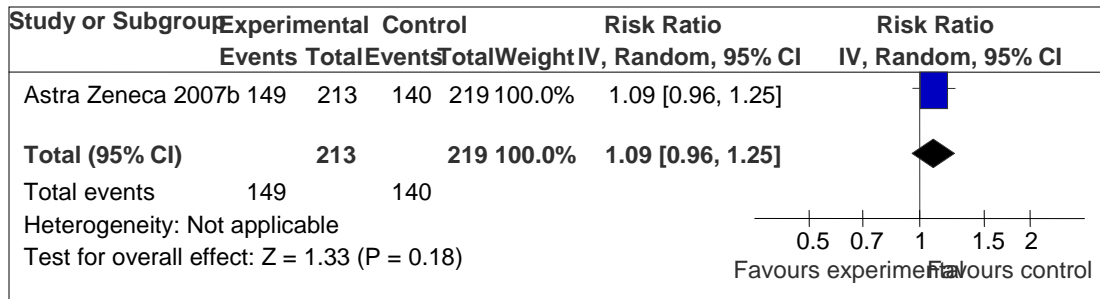 Study or Subgroup Experimental Control Risk Ratio Risk Ratio
Events Total Events Total Weight IV, Random, 95% CI IV, Random, 95% CI
Astra Zeneca 2007b 149 213 140 219 100.0% 1.09 [0.96, 1.25]
Total (95% CI) 213 219 100.0% 1.09 [0.96, 1.25]
Total events 149 140
Heterogeneity: Not applicable
Test for overall effect: Z = 1.33 (P = 0.18)
0.5 0.7 1 1.5 2
Favours experimental Favours control